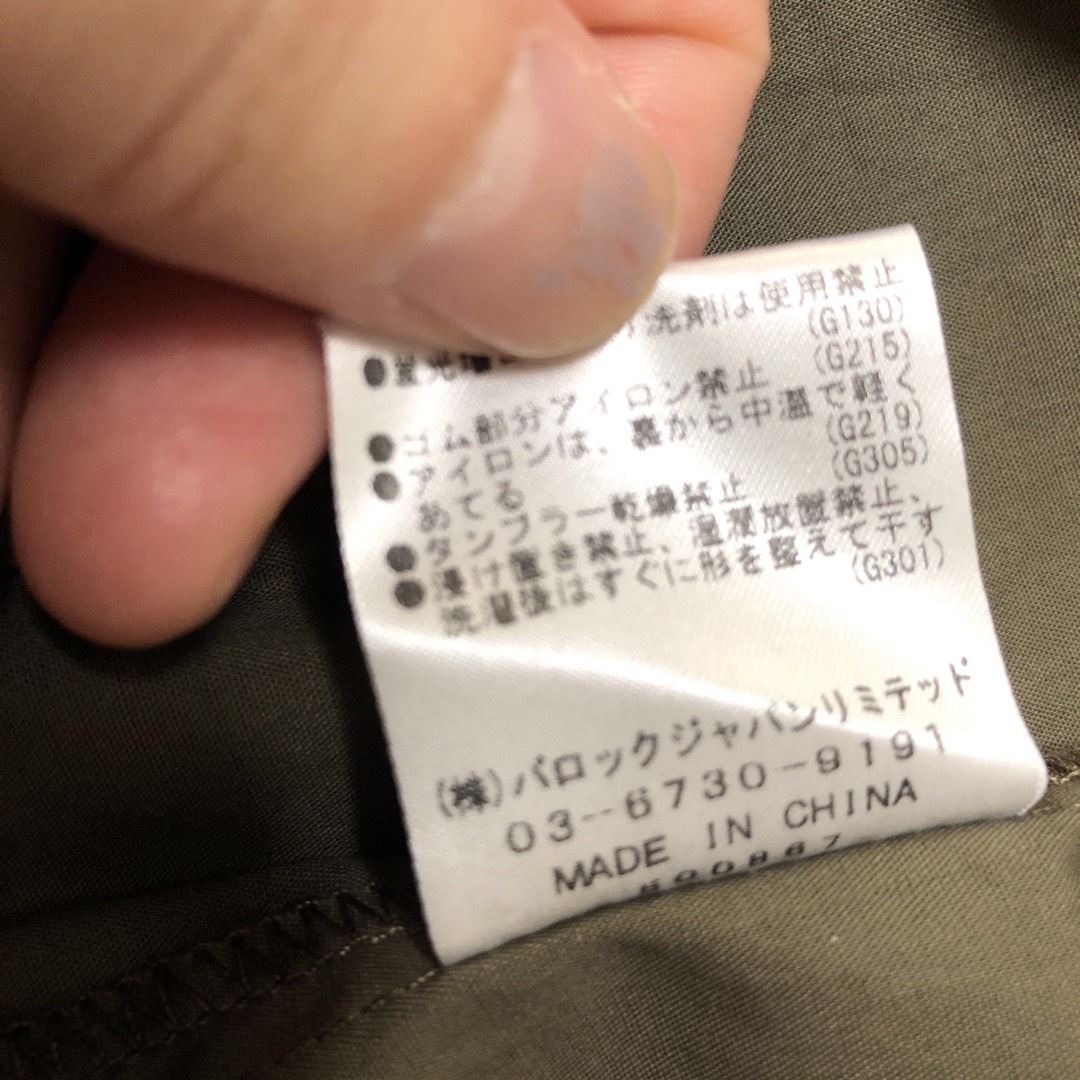 洗剤は使用禁止
(G130)
●ゴム部分アイロン禁止 (G215)
●アイロンは、裏から中温で軽く
あてる (G219)
●タンブラー乾燥禁止 (G305)
●浸け置き禁止、湿潤放置禁止、
洗濯後はすぐに形を整えて干す
(G301)
(株)バロックジャパンリミテッド
03-6730-9191
MADE IN CHINA